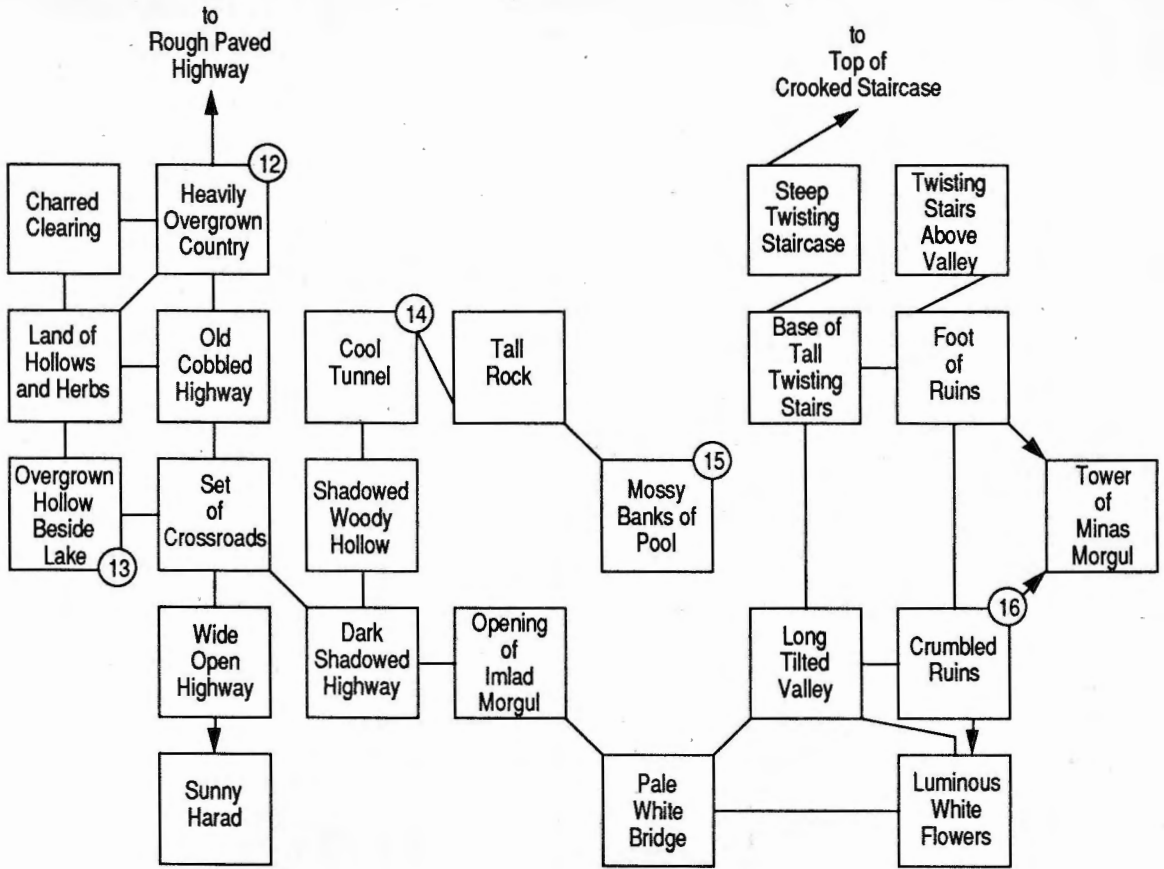 to
Rough Paved
Highway
to
Top of
Crooked Staircase
12
Charred
Clearing
Heavily
Overgrown
Country
Steep
Twisting
Staircase
Twisting
Stairs
Above
Valley
14
Land of
Hollows
and Herbs
Old
Cobbled
Highway
Cool
Tunnel
Tall
Rock
Base of
Tall
Twisting
Stairs
Foot
of
Ruins
Overgrown
Hollow
Beside
Lake
13
Set
of
Crossroads
Shadowed
Woody
Hollow
15
Mossy
Banks of
Pool
Tower
of
Minas
Morgul
Wide
Open
Highway
Dark
Shadowed
Highway
Opening
of
Imlad
Morgul
Long
Tilted
Valley
16
Crumbled
Ruins
Sunny
Harad
Pale
White
Bridge
Luminous
White
Flowers